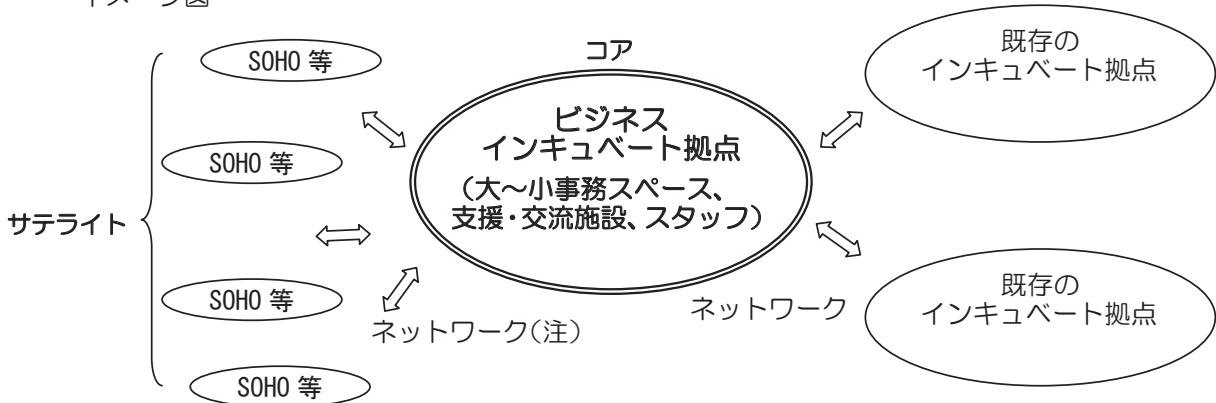 イメージ図
SOHO 等
コア
既存の
インキュベート拠点
ビジネス
インキュベート拠点
(大～小事務スペース、
支援・交流施設、スタッフ)
SOHO 等
サテライト
SOHO 等
ネットワーク(注)
ネットワーク
既存の
インキュベート拠点
SOHO 等